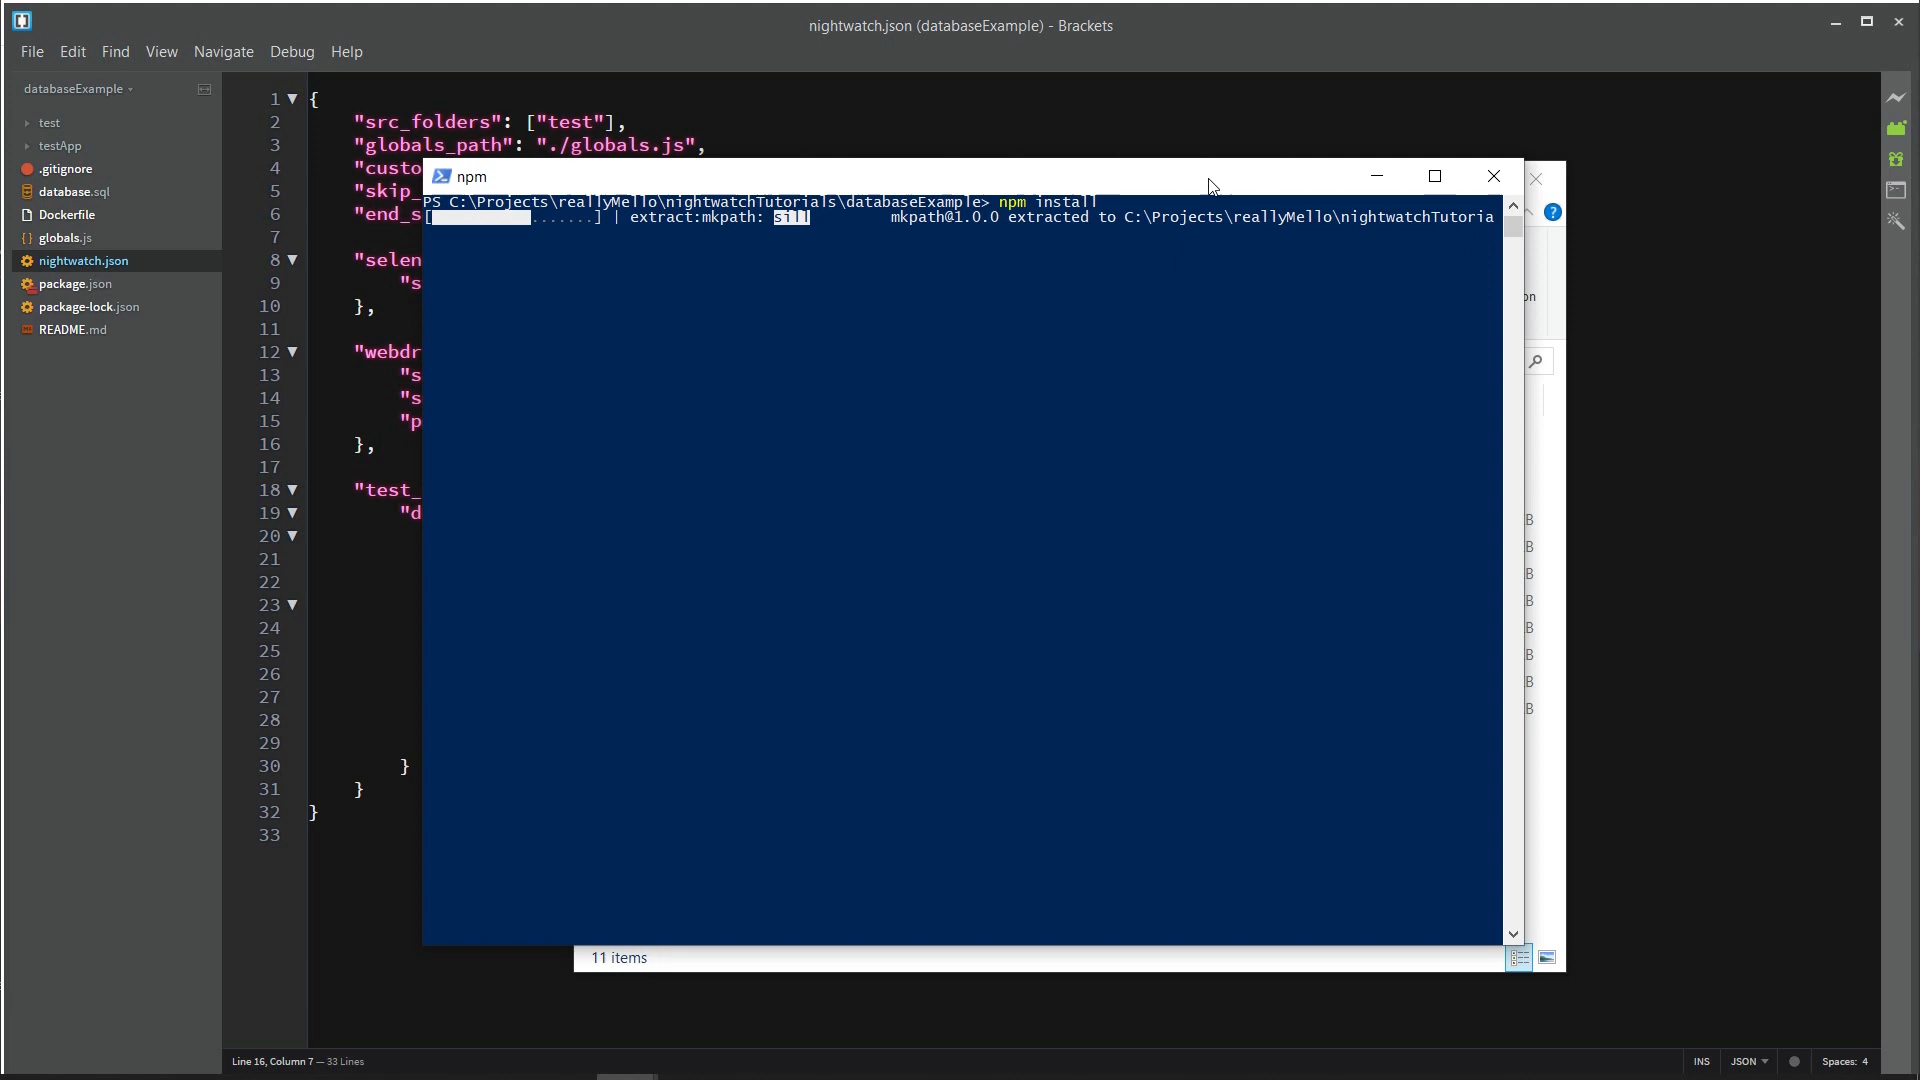 nightwatch.json (databaseExample) - Brackets
File Edit Find View Navigate Debug Help
databaseExample
test
testApp
.gitignore
database.sql
Dockerfile
globals.js
nightwatch.json
package.json
package-lock.json
README.md
1 {
2 "src_folders": ["test"],
3 "globals_path": "./globals.js",
4 "custo
5 "skip_
6 "end_s
7
8 "selen
9 "s
10 },
11
12 "webdr
13 "s
14 "s
15 "p
16 },
17
18 "test_
19 "d
20
21
22
23
24
25
26
27
28
29
30 }
31 }
32 }
33
npm
PS C:\Projects\reallyMello\nightwatchTutorials\databaseExample> npm install
[.......] | extract:mkpath: sill mkpath@1.0.0 extracted to C:\Projects\reallyMello\nightwatchTutoria
on
B
B
B
B
B
B
B
B
11 items
Line 16, Column 7 — 33 Lines
INS JSON Spaces: 4